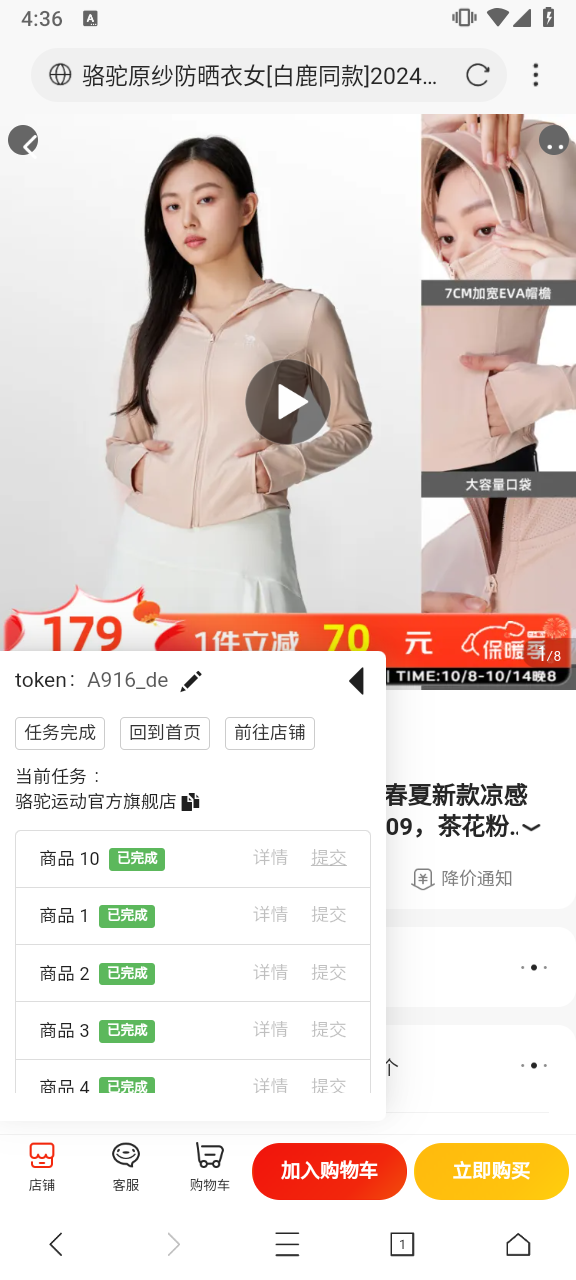 4:36
A
骆驼原纱防晒衣女[白鹿同款]2024...
7CM加宽EVA帽檐
大容量口袋
179
1件立减 70 元
保暖季
1/8
TIME:10/8-10/14晚8
token: A916_de
任务完成
回到首页
前往店铺
当前任务：
骆驼运动官方旗舰店
春夏新款凉感
09，茶花粉..
降价通知
商品 10 已完成 详情 提交
商品 1 已完成 详情 提交
商品 2 已完成 详情 提交
商品 3 已完成 详情 提交
个
商品 4 已完成 详情 提交
店铺
客服
购物车
加入购物车
立即购买
1